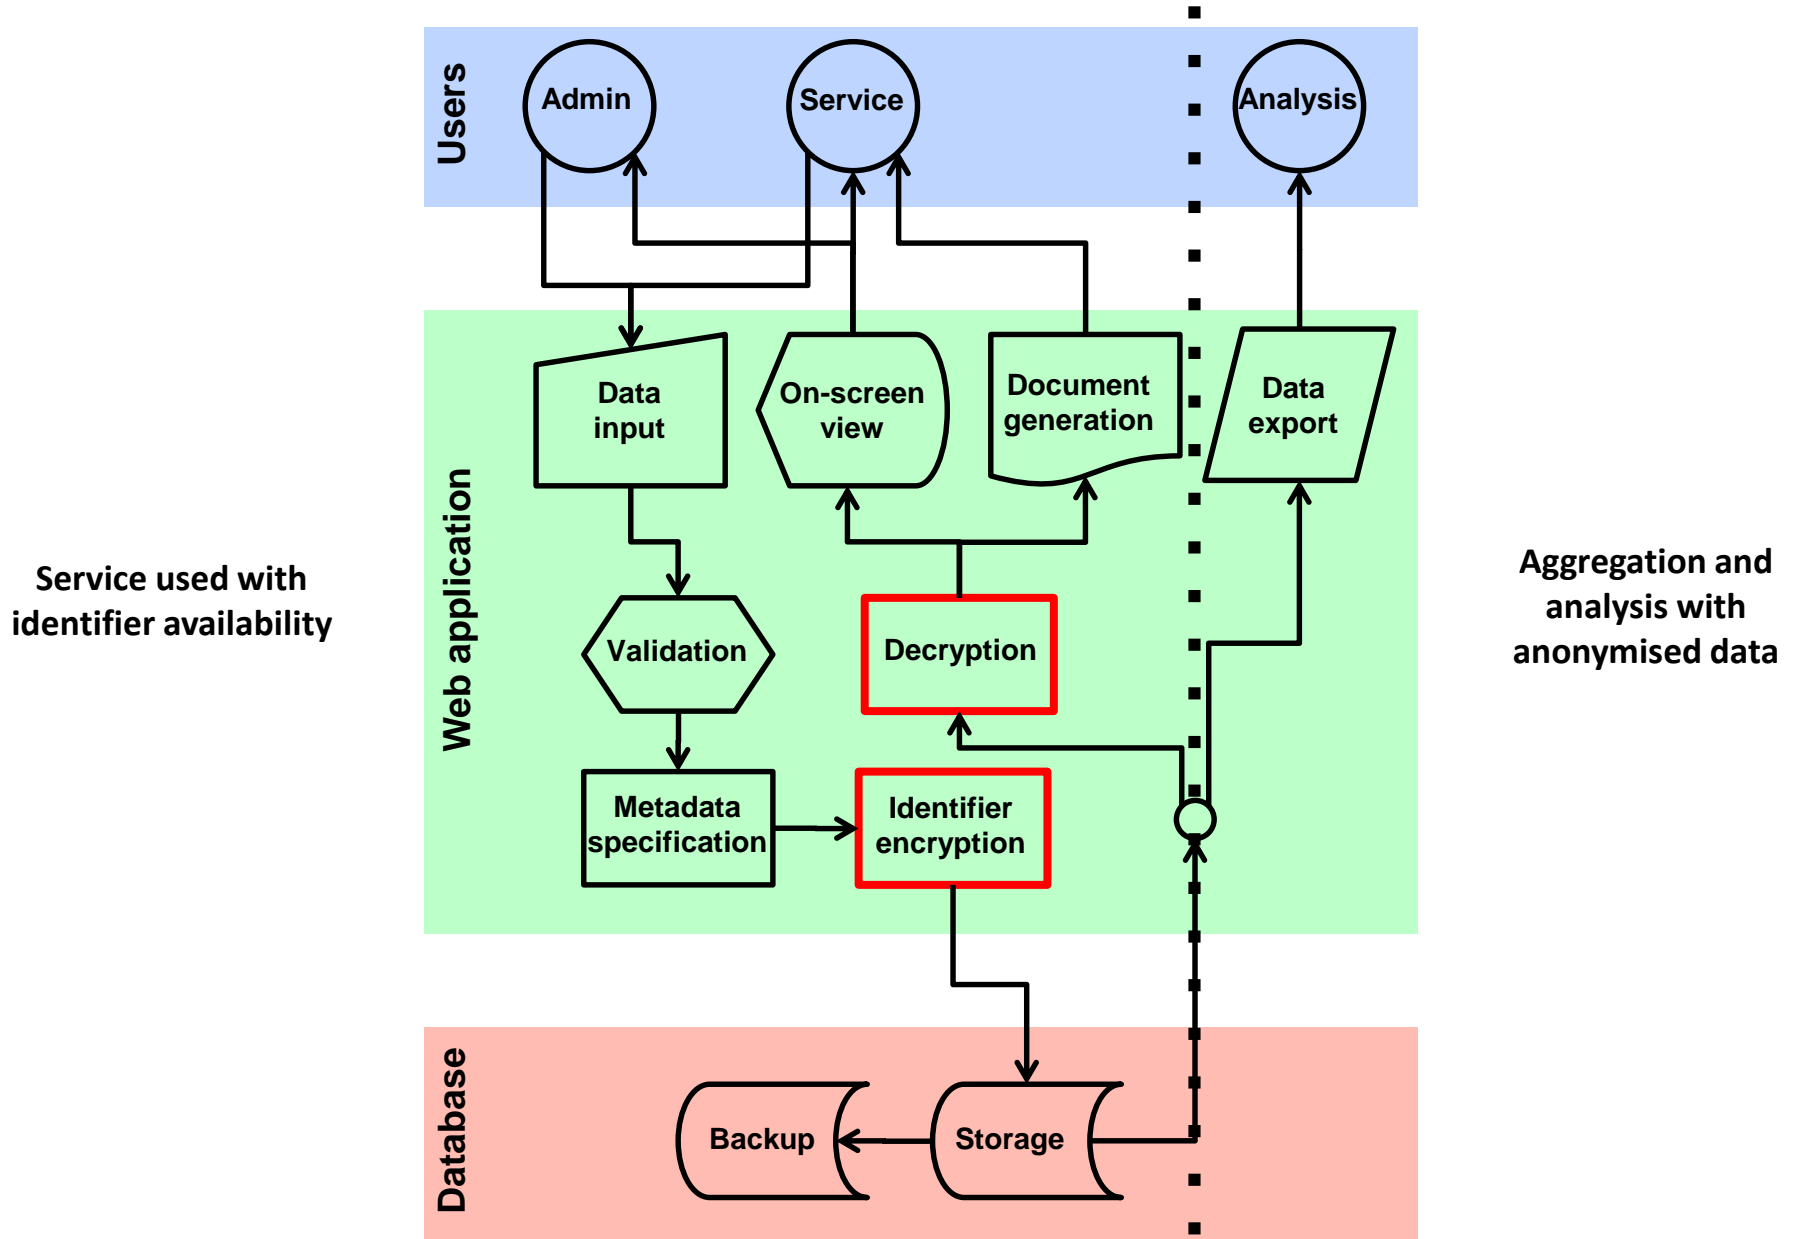 Users
Admin
Service
Analysis
Web application
Data
input
On-screen
view
Document
generation
Data
export
Service used with
identifier availability
Aggregation and
analysis with
anonymised data
Validation
Decryption
Metadata
specification
Identifier
encryption
Database
Backup
Storage